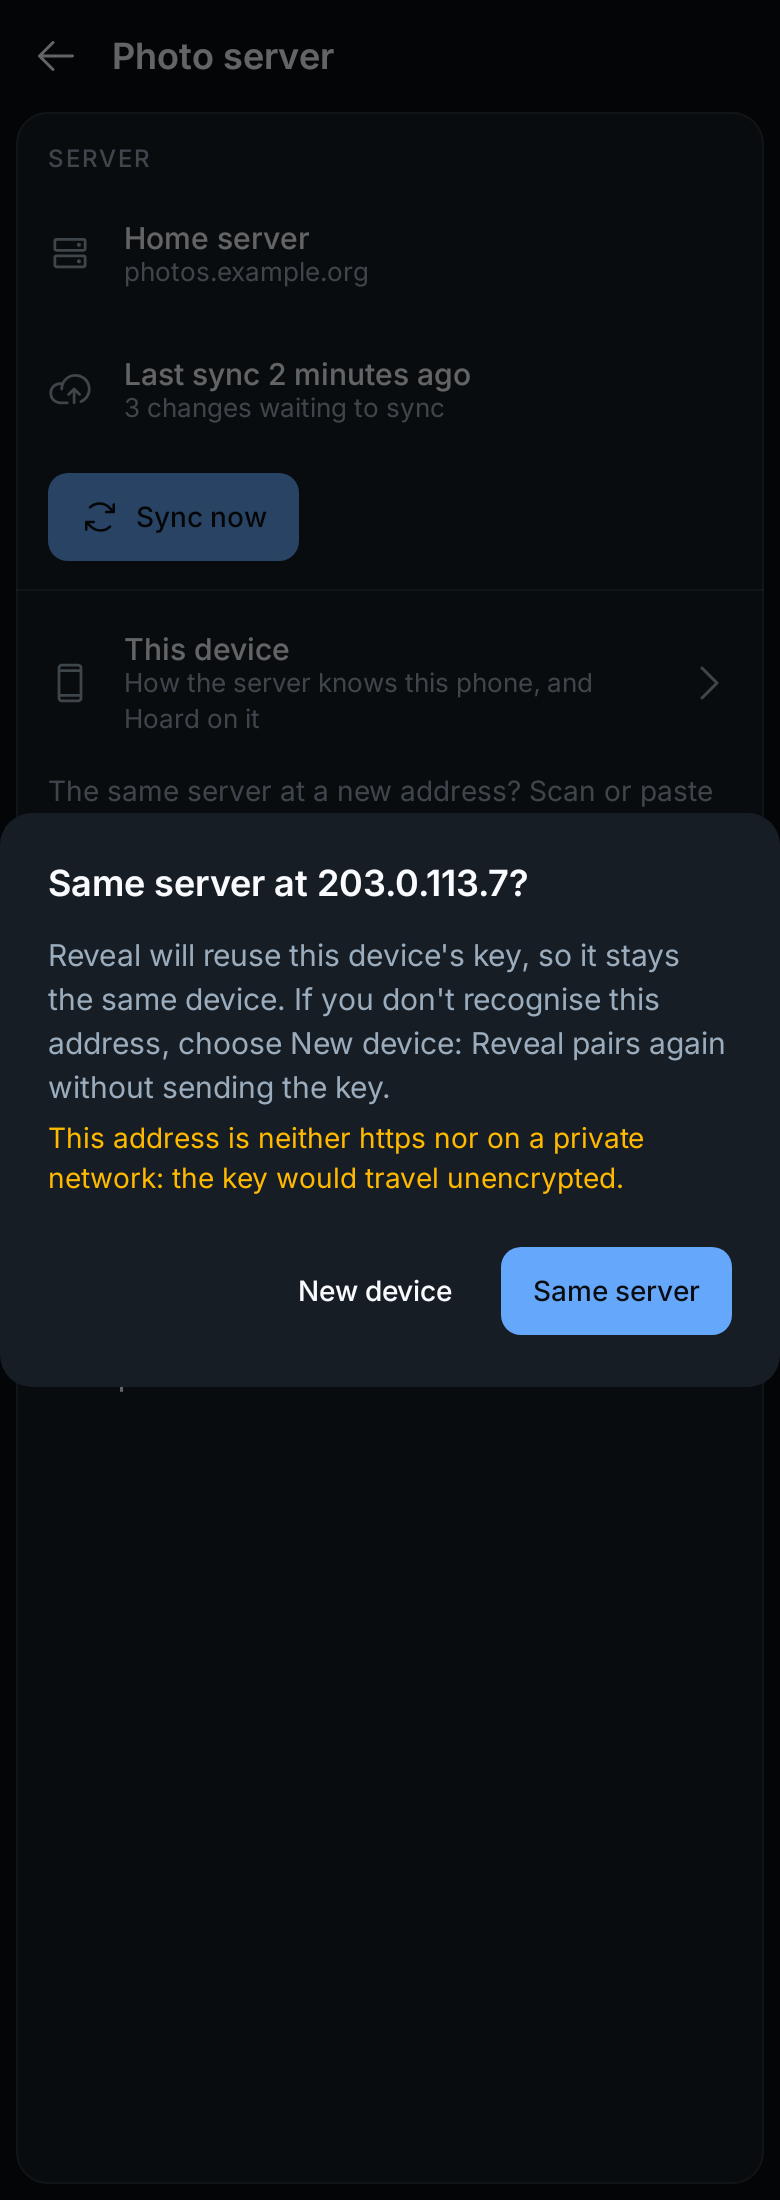 Photo server
SERVER
Home server
photos.example.org
Last sync 2 minutes ago
3 changes waiting to sync
Sync now
This device
How the server knows this phone, and
Hoard on it
The same server at a new address? Scan or paste
Same server at 203.0.113.7?
Reveal will reuse this device's key, so it stays
the same device. If you don't recognise this
address, choose New device: Reveal pairs again
without sending the key.
This address is neither https nor on a private
network: the key would travel unencrypted.
New device
Same server